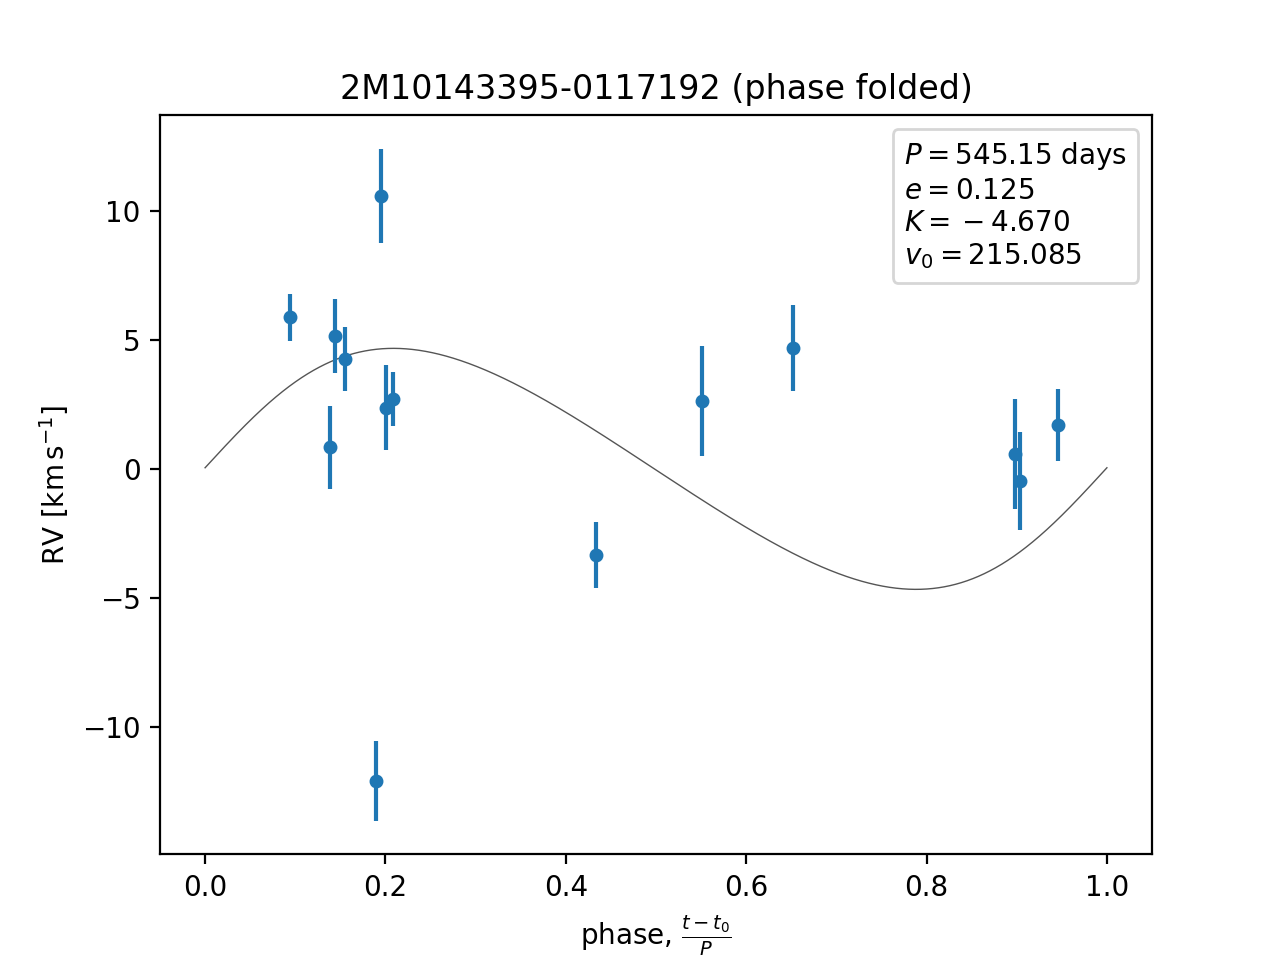 2M10143395-0117192 (phase folded)
P = 545.15 days
e = 0.125
K = −4.670
v₀ = 215.085
10
5
0
−5
−10
RV [km s⁻¹]
0.0 0.2 0.4 0.6 0.8 1.0
phase, (t − t₀)/P